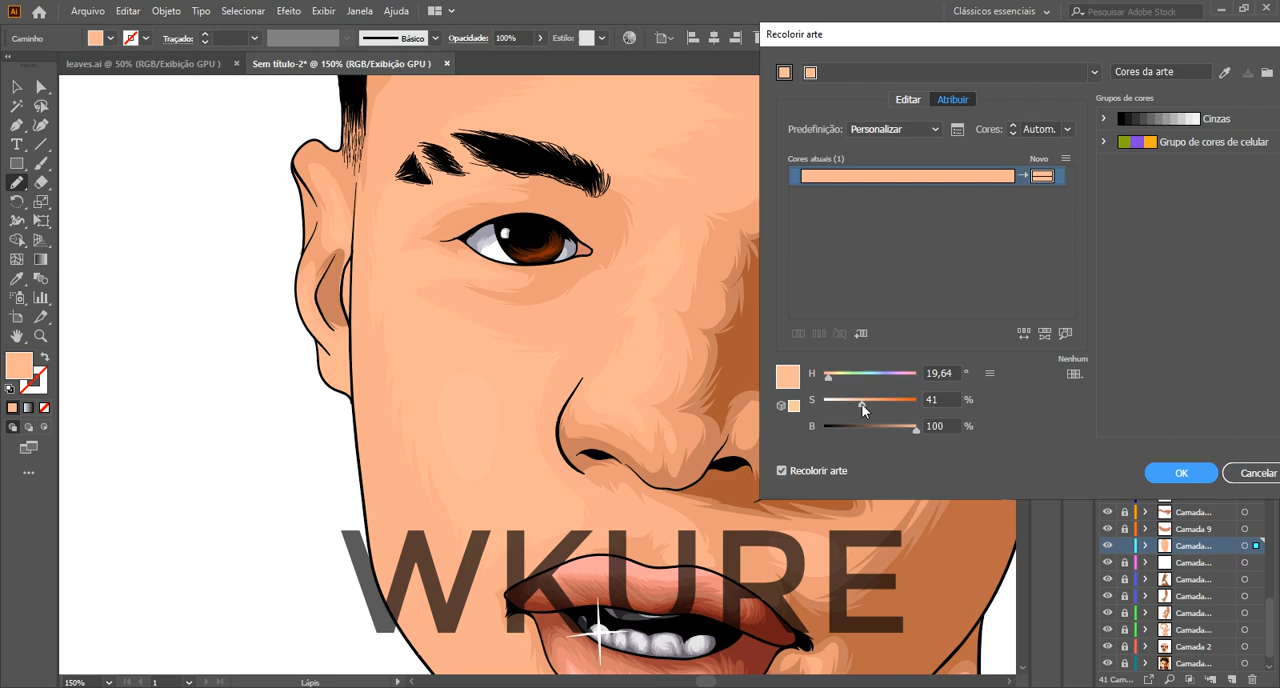 Ai Arquivo Editar Objeto Tipo Selecionar Efeito Exibir Janela Ajuda Clássicos essenciais Pesquisar Adobe Stock
Caminho Traçado: Básico Opacidade: 100% Estilo:
leaves.ai @ 50% (RGB/Exibição GPU ) × Sem título-2* @ 150% (RGB/Exibição GPU ) ×
Recolorir arte
Cores da arte
Editar Atribuir
Grupos de cores
Predefinição: Personalizar Cores: Autom.
Cinzas
Grupo de cores de celular
Cores atuais (1) Novo
Nenhum
H 19,64 °
S 41 %
B 100 %
Recolorir arte
OK Cancelar
WKURE
Camada...
Camada 9
Camada...
Camada...
Camada...
Camada...
Camada...
Camada...
Camada 2
Camada...
150% 1 Lápis 41 Cam...